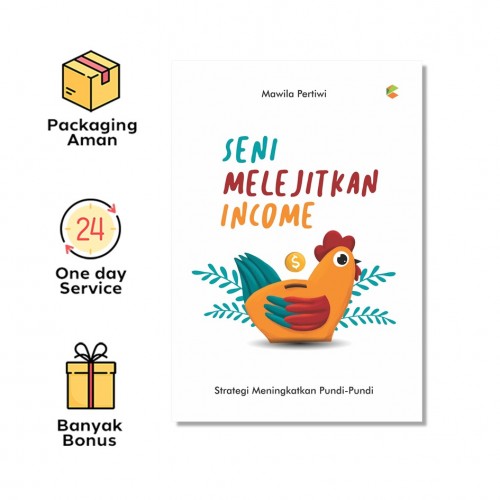 Packaging
Aman
24
One day
Service
Banyak
Bonus
Mawila Pertiwi
SENI
MELEJITKAN
INCOME
$
Strategi Meningkatkan Pundi-Pundi